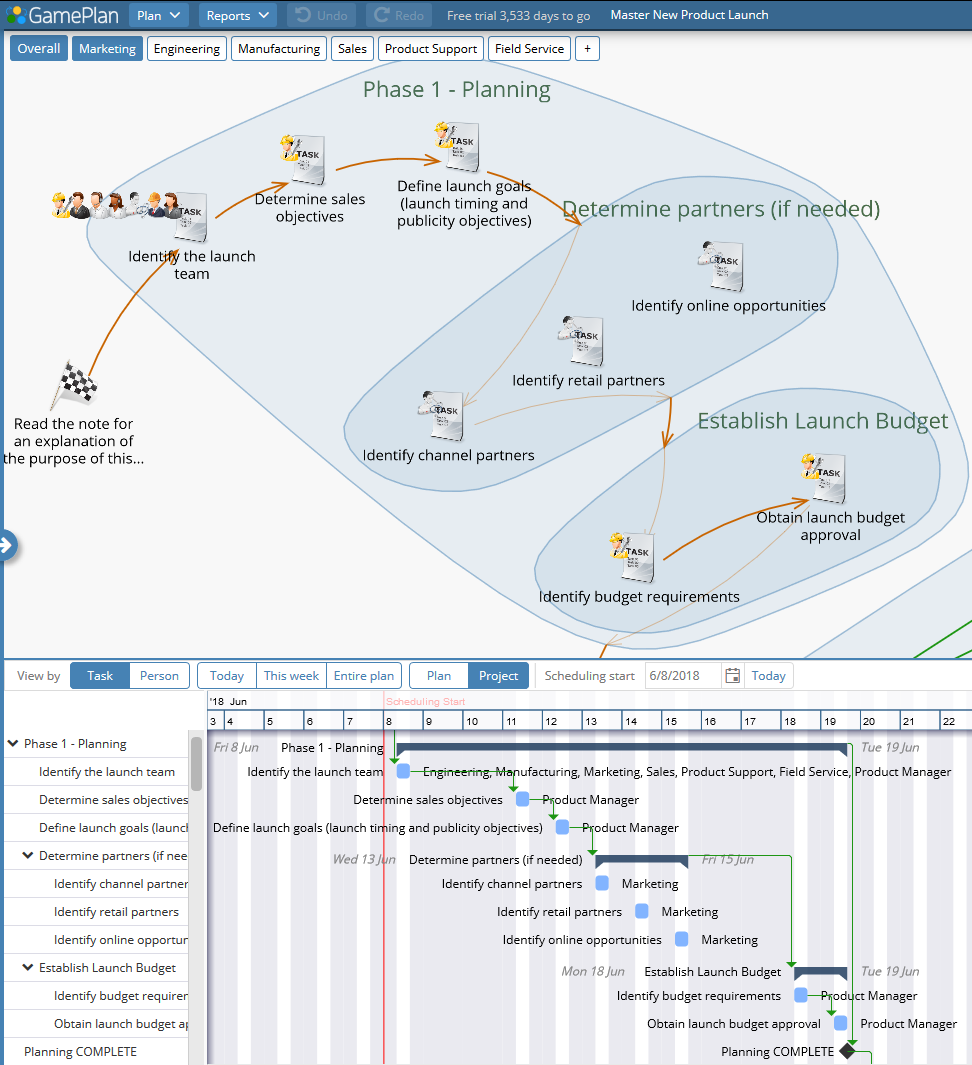 GamePlan Plan Reports Undo Redo Free trial 3,533 days to go Master New Product Launch
Overall Marketing Engineering Manufacturing Sales Product Support Field Service +
Phase 1 - Planning
TASK
Determine sales
objectives
TASK
Define launch goals
(launch timing and
publicity objectives)
TASK
Identify the launch
team
Determine partners (if needed)
TASK
Identify online opportunities
TASK
Identify retail partners
TASK
Identify channel partners
Read the note for
an explanation of
the purpose of this...
Establish Launch Budget
TASK
Obtain launch budget
approval
TASK
Identify budget requirements
View by Task Person Today This week Entire plan Plan Project Scheduling start 6/8/2018 Today
'18 Jun Scheduling Start
3 4 5 6 7 8 9 10 11 12 13 14 15 16 17 18 19 20 21 22
Phase 1 - Planning Fri 8 Jun Phase 1 - Planning Tue 19 Jun
Identify the launch team Identify the launch team Engineering, Manufacturing, Marketing, Sales, Product Support, Field Service, Product Manager
Determine sales objectives Determine sales objectives Product Manager
Define launch goals (launch Define launch goals (launch timing and publicity objectives) Product Manager
Determine partners (if nee Wed 13 Jun Determine partners (if needed) Fri 15 Jun
Identify channel partner Identify channel partners Marketing
Identify retail partners Identify retail partners Marketing
Identify online opportur Identify online opportunities Marketing
Establish Launch Budget Mon 18 Jun Establish Launch Budget Tue 19 Jun
Identify budget requirer Identify budget requirements Product Manager
Obtain launch budget ap Obtain launch budget approval Product Manager
Planning COMPLETE Planning COMPLETE